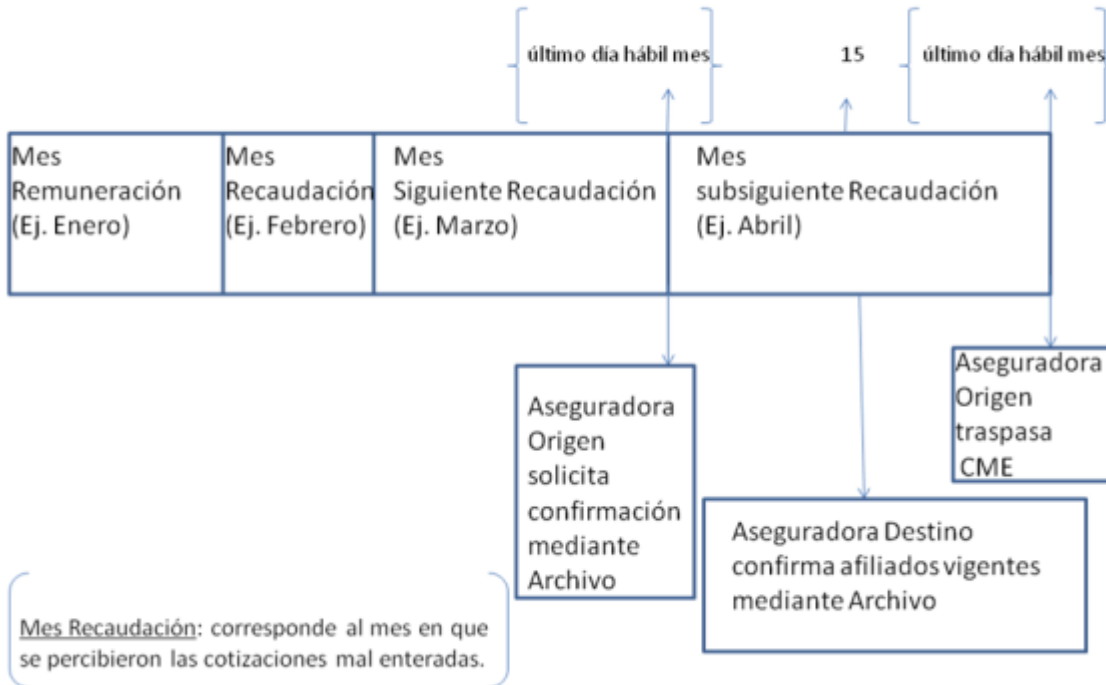 último día hábil mes
15
último día hábil mes
Mes
Remuneración
(Ej. Enero)
Mes
Recaudación
(Ej. Febrero)
Mes
Siguiente Recaudación
(Ej. Marzo)
Mes
subsiguiente Recaudación
(Ej. Abril)
Aseguradora
Origen
solicita
confirmación
mediante
Archivo
Aseguradora Destino
confirma afiliados vigentes
mediante Archivo
Aseguradora
Origen
traspasa
CME
Mes Recaudación: corresponde al mes en que
se percibieron las cotizaciones mal enteradas.